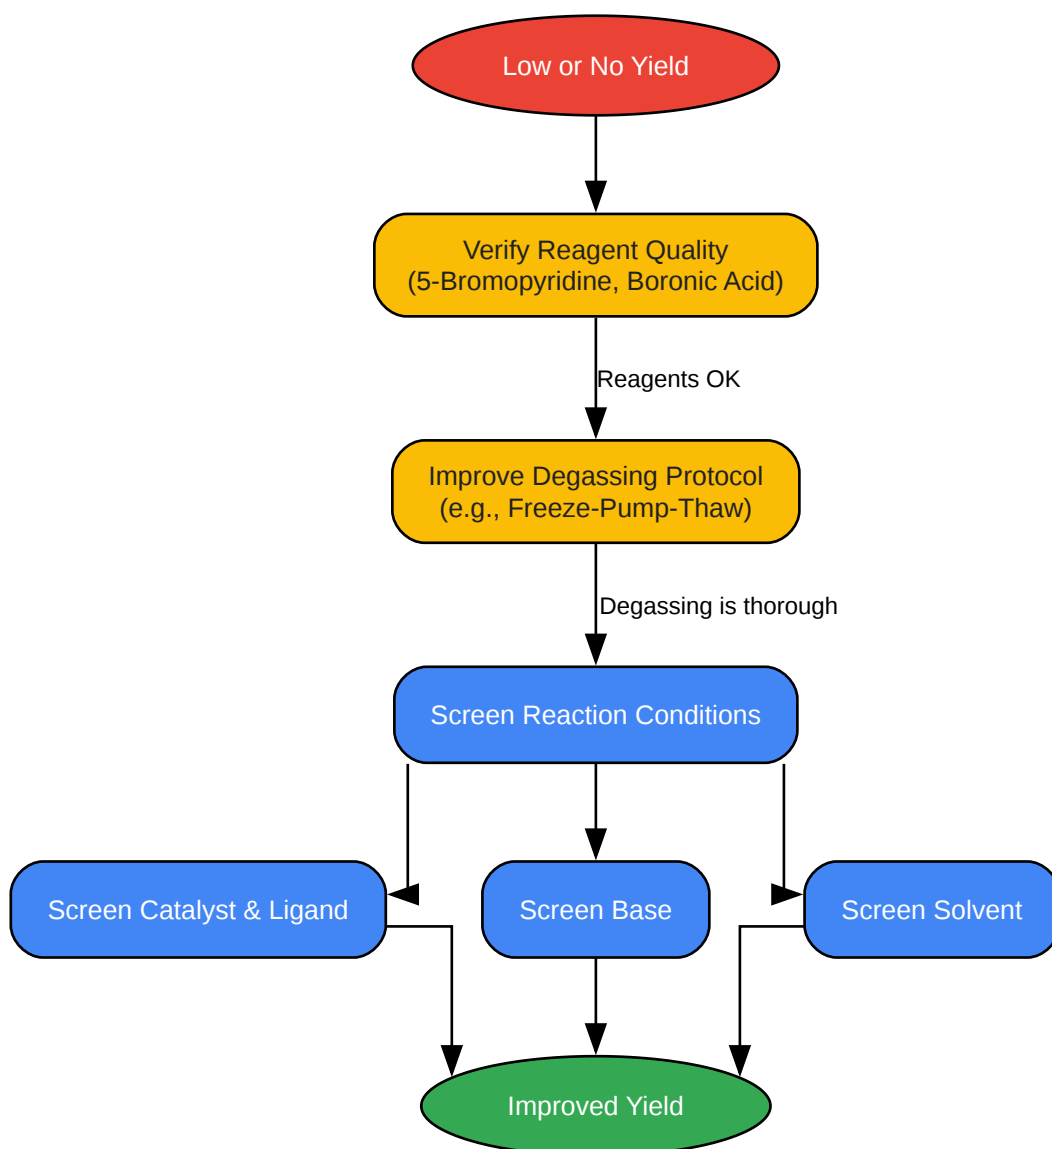 Low or No Yield
Verify Reagent Quality
(5-Bromopyridine, Boronic Acid)
Reagents OK
Improve Degassing Protocol
(e.g., Freeze-Pump-Thaw)
Degassing is thorough
Screen Reaction Conditions
Screen Catalyst & Ligand
Screen Base
Screen Solvent
Improved Yield